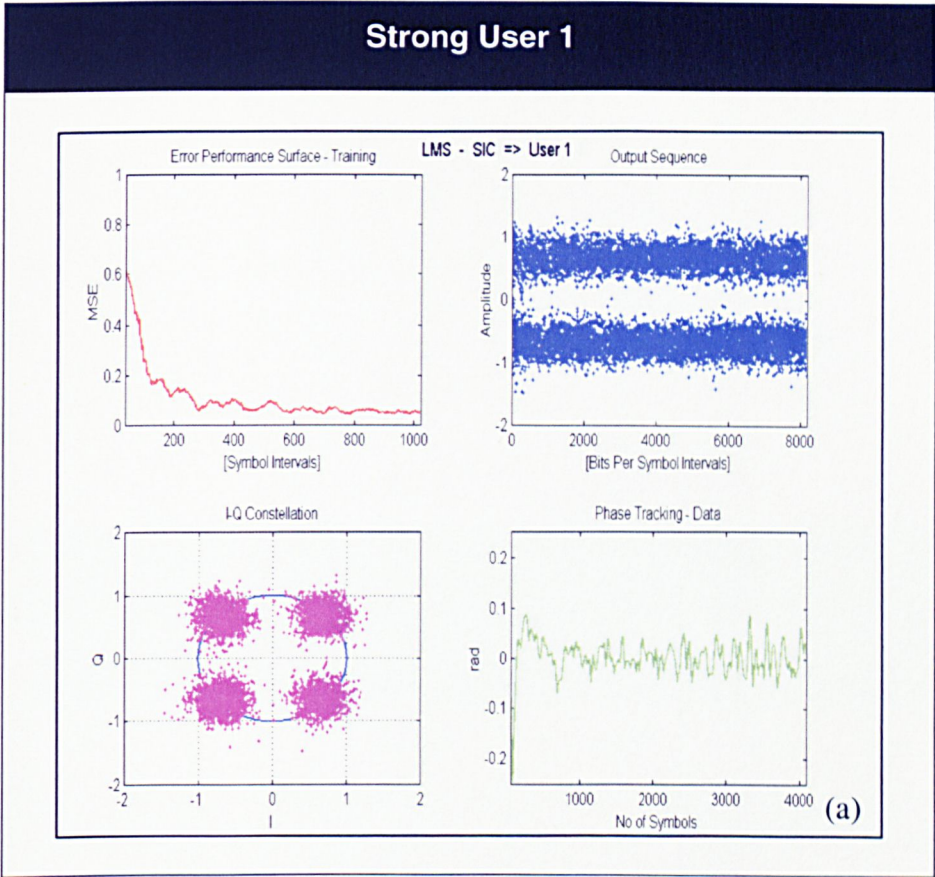 Strong User 1
LMS - SIC => User 1
Error Performance Surface - Training
1
0.8
0.6
0.4
0.2
0
MSE
200
400
600
800
1000
[Symbol Intervals]
Output Sequence
2
1
0
-1
-2
Amplitude
0
2000
4000
6000
8000
[Bits Per Symbol Intervals]
I-Q Constellation
2
1
0
-1
-2
Q
-2
-1
0
1
2
I
Phase Tracking - Data
0.2
0.1
0
-0.1
-0.2
rad
1000
2000
3000
4000
No of Symbols
(a)